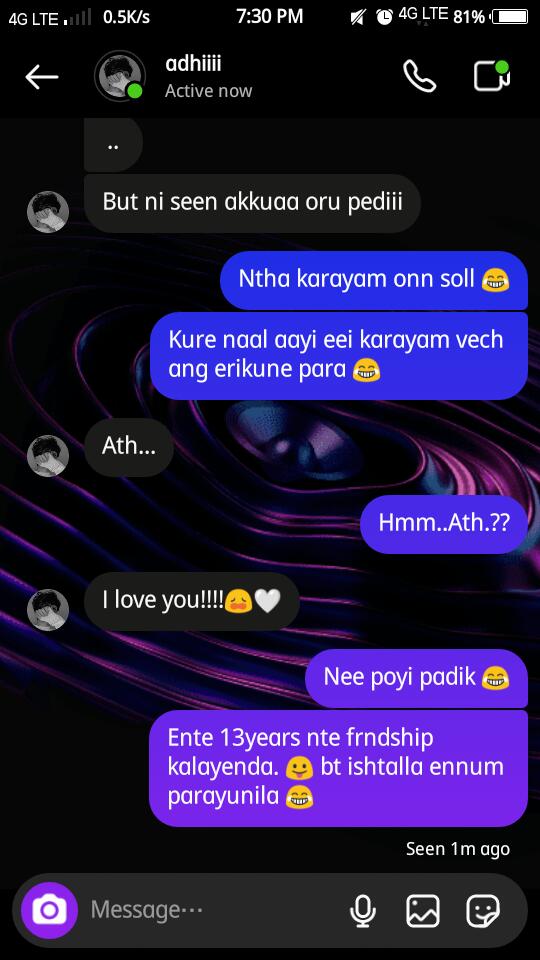 4G LTE 0.5K/s 7:30 PM 4G LTE 81%
adhiiii
Active now
..
But ni seen akkuaa oru pediii
Ntha karayam onn soll 😂
Kure naal aayi eei karayam vech
ang erikune para 😂
Ath...
Hmm..Ath.??
I love you!!!!😩🤍
Nee poyi padik 😂
Ente 13years nte frndship
kalayenda. 😛 bt ishtalla ennum
parayunila 😂
Seen 1m ago
Message···